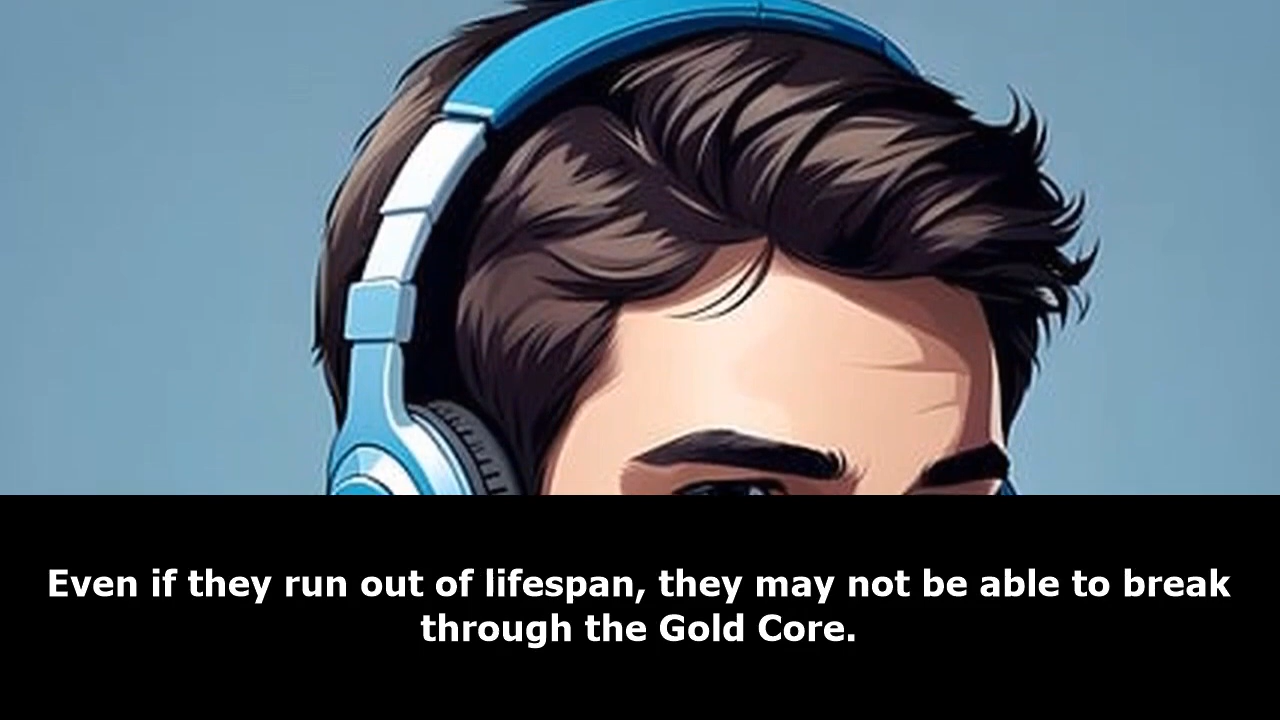 Even if they run out of lifespan, they may not be able to break
through the Gold Core.